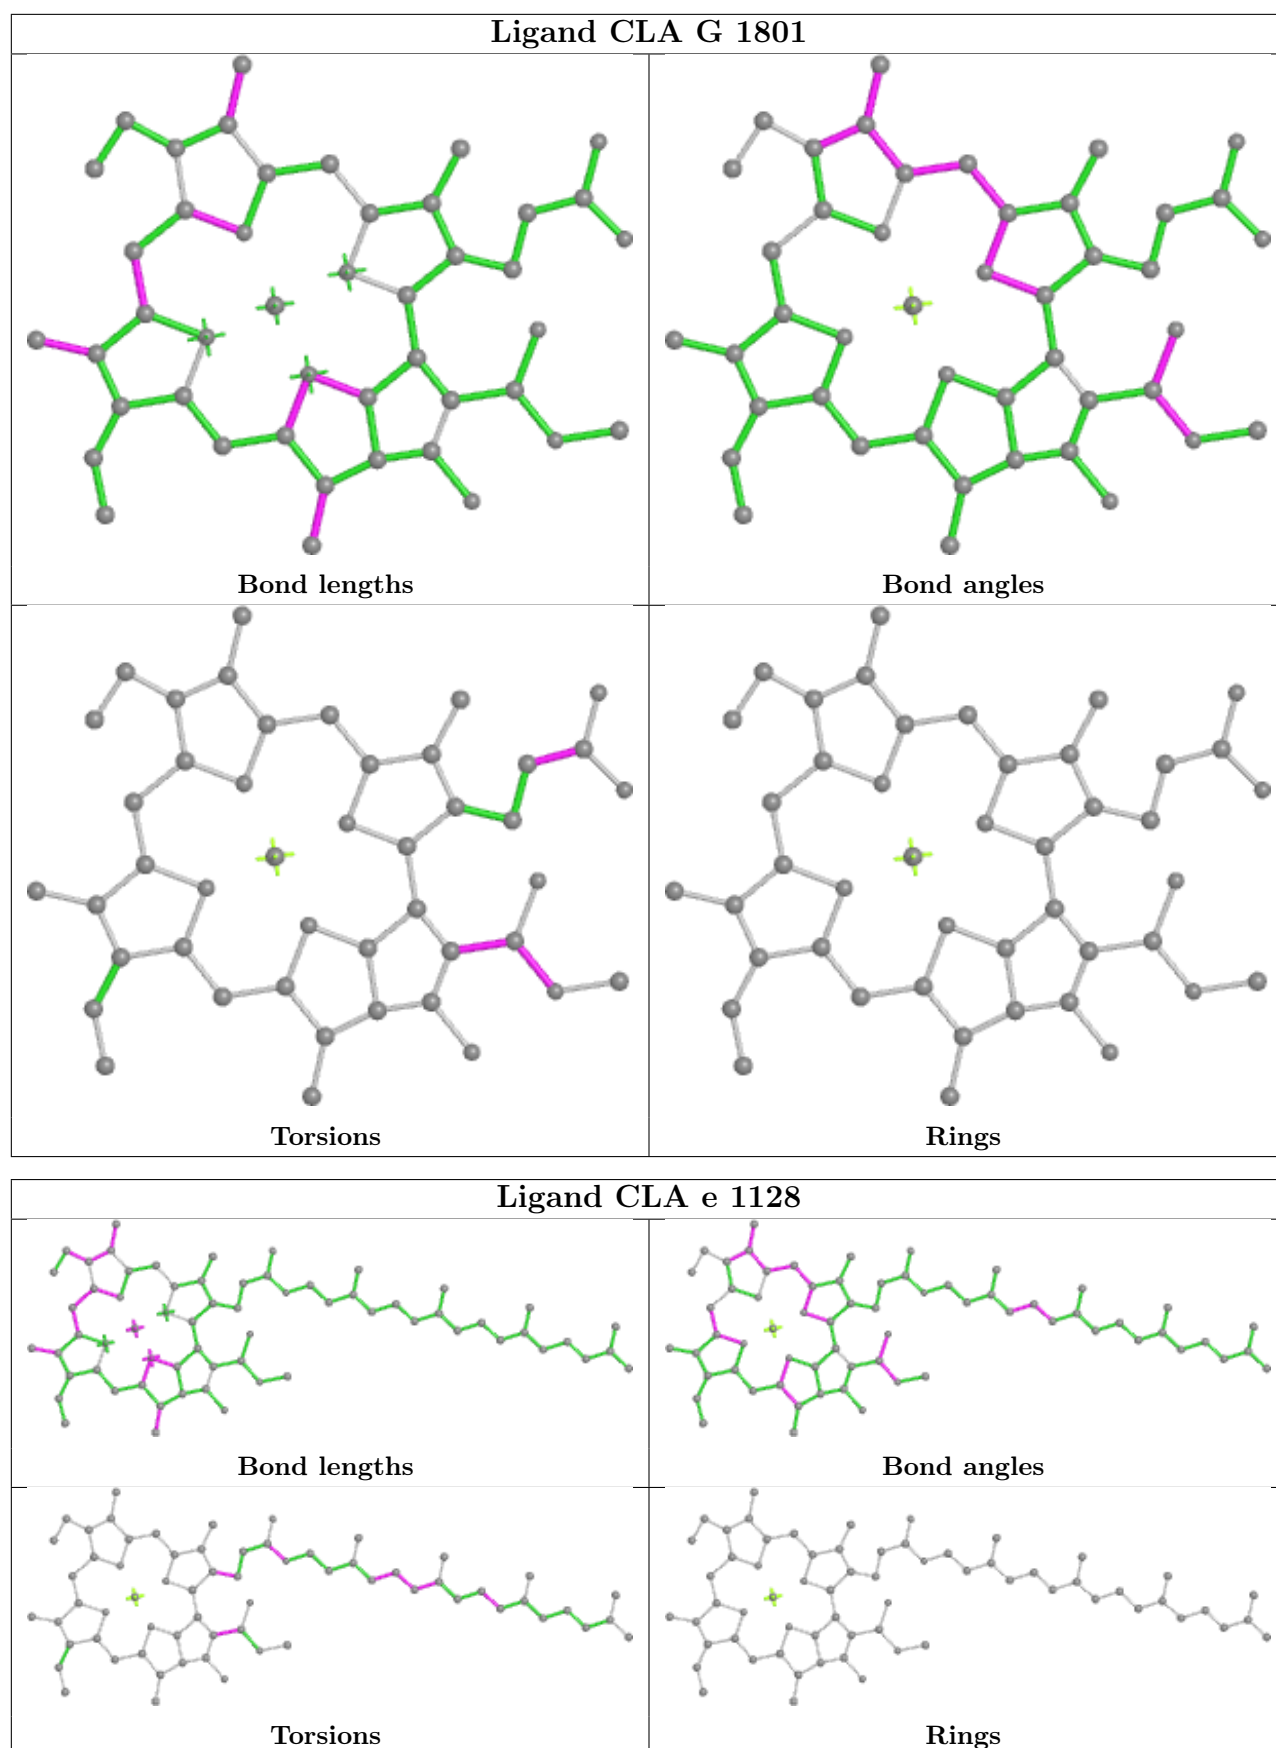 Ligand CLA G 1801
Bond lengths
Bond angles
Torsions
Rings
Ligand CLA e 1128
Bond lengths
Bond angles
Torsions
Rings